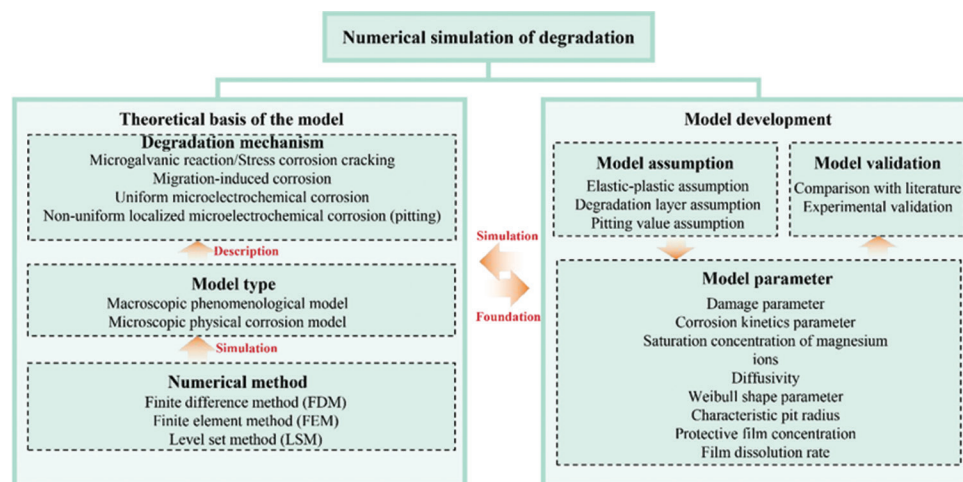 Numerical simulation of degradation
Theoretical basis of the model
Degradation mechanism
Microgalvanic reaction/Stress corrosion cracking
Migration-induced corrosion
Uniform microelectrochemical corrosion
Non-uniform localized microelectrochemical corrosion (pitting)
Description
Model type
Macroscopic phenomenological model
Microscopic physical corrosion model
Simulation
Numerical method
Finite difference method (FDM)
Finite element method (FEM)
Level set method (LSM)
Simulation
Foundation
Model development
Model assumption
Elastic-plastic assumption
Degradation layer assumption
Pitting value assumption
Model validation
Comparison with literature
Experimental validation
Model parameter
Damage parameter
Corrosion kinetics parameter
Saturation concentration of magnesium
ions
Diffusivity
Weibull shape parameter
Characteristic pit radius
Protective film concentration
Film dissolution rate